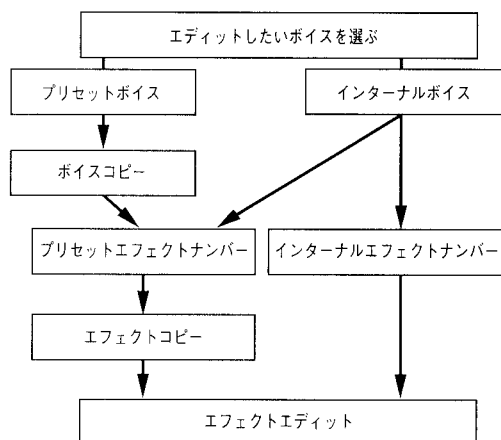 エディットしたいボイスを選ぶ
プリセットボイス
インターナルボイス
ボイスコピー
プリセットエフェクトナンバー
インターナルエフェクトナンバー
エフェクトコピー
エフェクトエディット